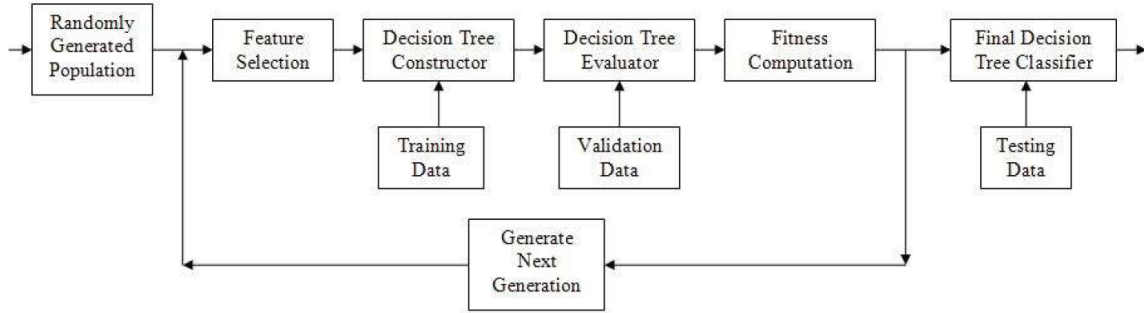 Randomly
Generated
Population
Feature
Selection
Decision Tree
Constructor
Decision Tree
Evaluator
Fitness
Computation
Final Decision
Tree Classifier
Training
Data
Validation
Data
Testing
Data
Generate
Next
Generation